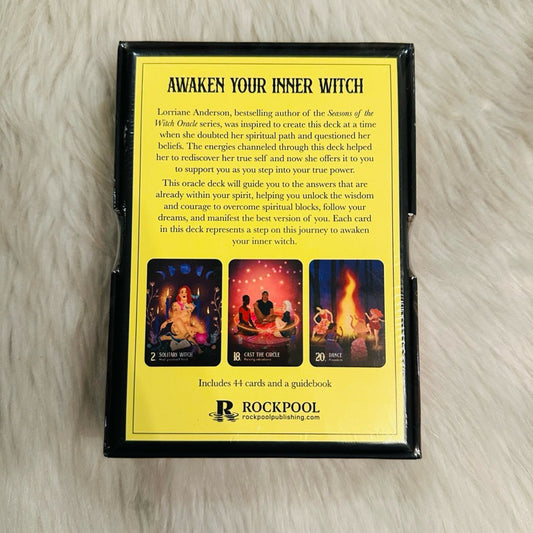 AWAKEN YOUR INNER WITCH
Lorriane Anderson, bestselling author of the Seasons of the
Witch Oracle series, was inspired to create this deck at a time
when she doubted her spiritual path and questioned her
beliefs. The energies channeled through this deck helped
her to rediscover her true self and now she offers it to you
to support you as you step into your true power.
This oracle deck will guide you to the answers that are
already within your spirit, helping you unlock the wisdom
and courage to overcome spiritual blocks, follow your
dreams, and manifest the best version of you. Each card
in this deck represents a step on this journey to awaken
your inner witch.
2 SOLITARY WITCH
18 CAST THE CIRCLE
20 DANCE
Includes 44 cards and a guidebook
R ROCKPOOL
rockpoolpublishing.com